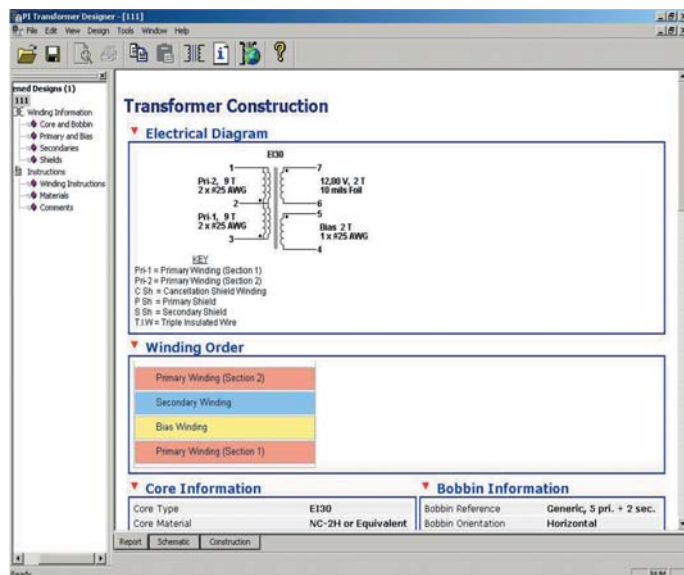 PI Transformer Designer - [111]
File Edit View Design Tools Window Help
ened Designs (1)
111
Winding Information
Core and Bobbin
Primary and Bias
Secondaries
Shields
Instructions
Winding Instructions
Materials
Comments
Transformer Construction
Electrical Diagram
EI30
1
Pri-2, 9 T
2 x #25 AWG
2
Pri-1, 9 T
2 x #25 AWG
3
7
12,00 V, 2 T
10 mils Foil
6
5
Bias 2 T
1 x #25 AWG
4
KEY
Pri-1 = Primary Winding (Section 1)
Pri-2 = Primary Winding (Section 2)
C Sh = Cancellation Shield Winding
P Sh = Primary Shield
S Sh = Secondary Shield
T.I.W = Triple Insulated Wire
Winding Order
Primary Winding (Section 2)
Secondary Winding
Bias Winding
Primary Winding (Section 1)
Core Information
Core Type EI30
Core Material NC-2H or Equivalent
Bobbin Information
Bobbin Reference Generic, 5 pri. + 2 sec.
Bobbin Orientation Horizontal
Report Schematic Construction
Ready
NUM